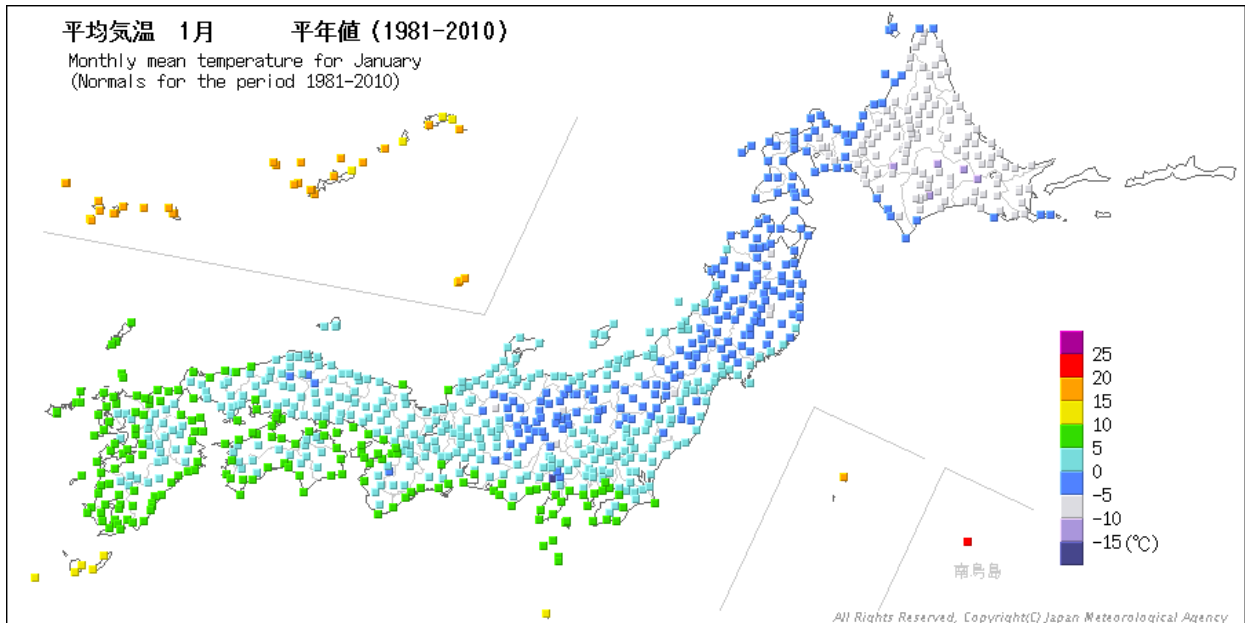 平均気温 1月 平年値 (1981-2010)
Monthly mean temperature for January
(Normals for the period 1981-2010)
25
20
15
10
5
0
-5
-10
-15 (℃)
南鳥島
All Rights Reserved, Copyright(C) Japan Meteorological Agency